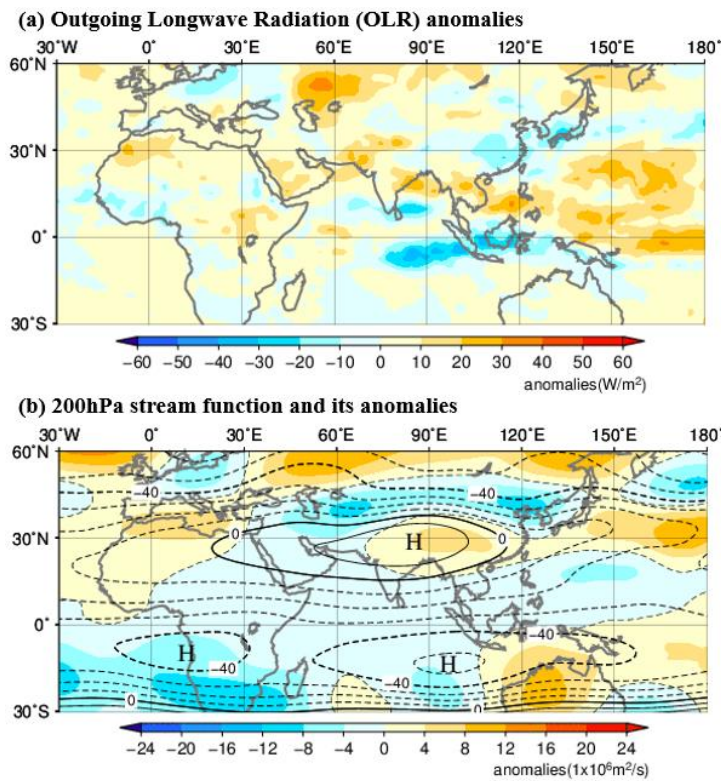 (a) Outgoing Longwave Radiation (OLR) anomalies
30°W 0° 30°E 60°E 90°E 120°E 150°E 180°
60°N
30°N
0°
30°S
−60 −50 −40 −30 −20 −10 0 10 20 30 40 50 60
anomalies(W/m²)
(b) 200hPa stream function and its anomalies
30°W 0° 30°E 60°E 90°E 120°E 150°E 180°
60°N
−40 −40
0 0
30°N H
0°
−40
H H
−40 −40
0 0
30°S
−24 −20 −16 −12 −8 −4 0 4 8 12 16 20 24
anomalies(1x10⁶m²/s)